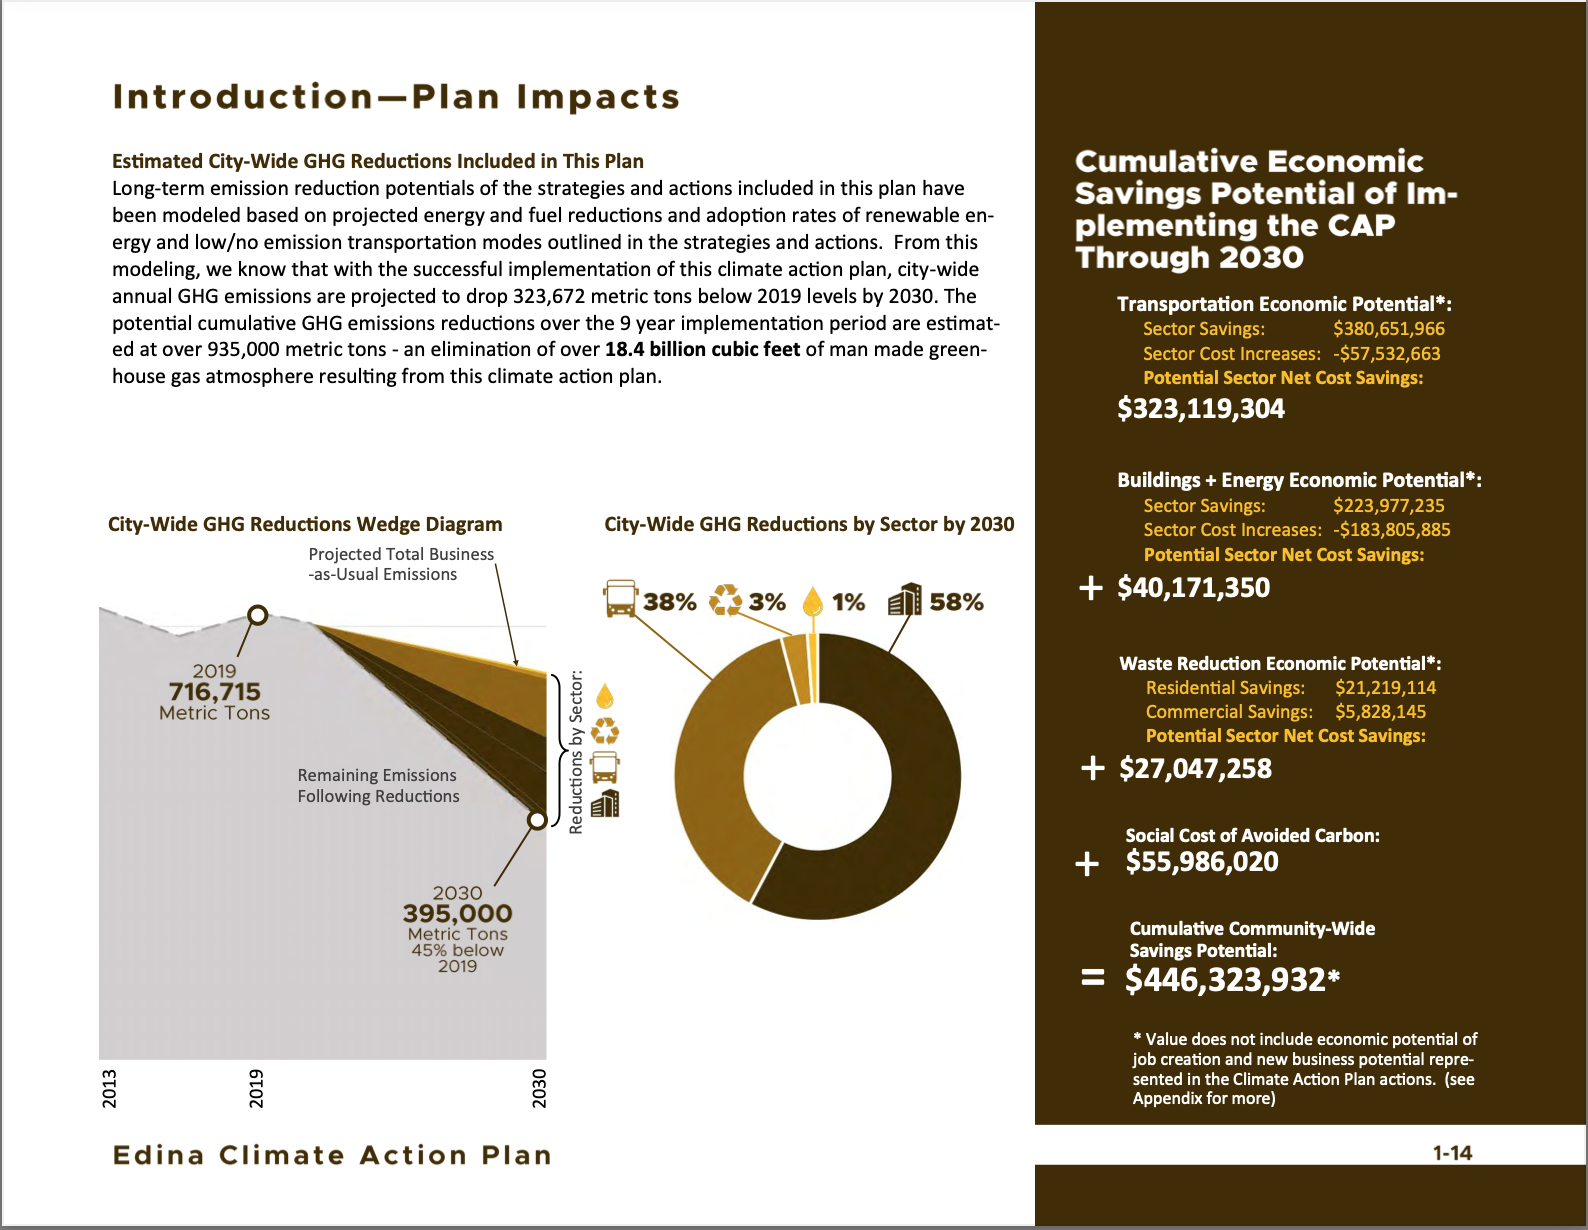 Introduction—Plan Impacts
Estimated City-Wide GHG Reductions Included in This Plan
Long-term emission reduction potentials of the strategies and actions included in this plan have
been modeled based on projected energy and fuel reductions and adoption rates of renewable en-
ergy and low/no emission transportation modes outlined in the strategies and actions.  From this
modeling, we know that with the successful implementation of this climate action plan, city-wide
annual GHG emissions are projected to drop 323,672 metric tons below 2019 levels by 2030. The
potential cumulative GHG emissions reductions over the 9 year implementation period are estimat-
ed at over 935,000 metric tons - an elimination of over 18.4 billion cubic feet of man made green-
house gas atmosphere resulting from this climate action plan.
City-Wide GHG Reductions Wedge Diagram
Projected Total Business
-as-Usual Emissions
2019
716,715
Metric Tons
Remaining Emissions
Following Reductions
2030
395,000
Metric Tons
45% below
2019
Reductions by Sector:
2013
2019
2030
City-Wide GHG Reductions by Sector by 2030
38%
3%
1%
58%
Cumulative Economic
Savings Potential of Im-
plementing the CAP
Through 2030
Transportation Economic Potential*:
Sector Savings: $380,651,966
Sector Cost Increases: -$57,532,663
Potential Sector Net Cost Savings:
$323,119,304
Buildings + Energy Economic Potential*:
Sector Savings: $223,977,235
Sector Cost Increases: -$183,805,885
Potential Sector Net Cost Savings:
+ $40,171,350
Waste Reduction Economic Potential*:
Residential Savings: $21,219,114
Commercial Savings: $5,828,145
Potential Sector Net Cost Savings:
+ $27,047,258
Social Cost of Avoided Carbon:
+ $55,986,020
Cumulative Community-Wide
Savings Potential:
= $446,323,932*
* Value does not include economic potential of
job creation and new business potential repre-
sented in the Climate Action Plan actions.  (see
Appendix for more)
Edina Climate Action Plan
1-14